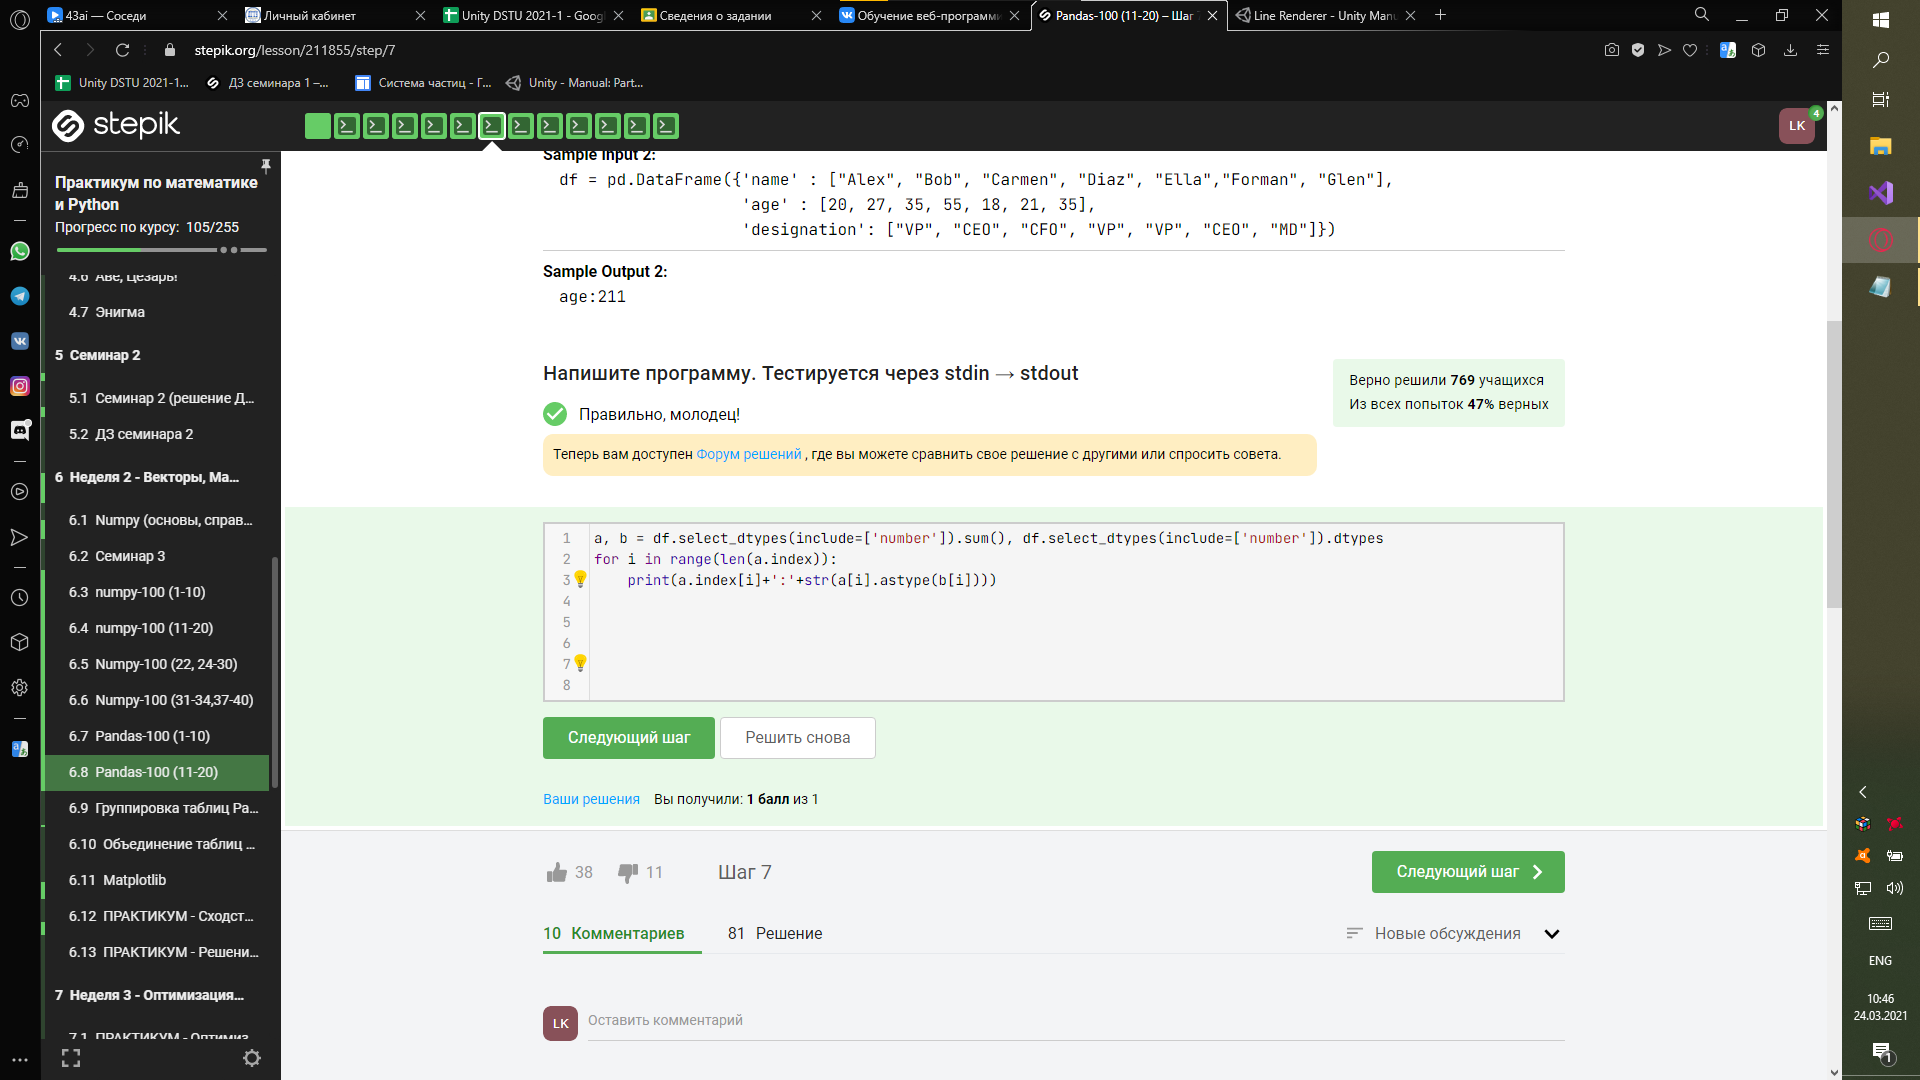 43ai — Соседи
Личный кабинет
Unity DSTU 2021-1 - Goog
Сведения о задании
Обучение веб-программи
Pandas-100 (11-20) – Шаг 7
Line Renderer - Unity Manu
stepik.org/lesson/211855/step/7
Unity DSTU 2021-1...
ДЗ семинара 1 –...
Система частиц - Г...
Unity - Manual: Part...
stepik
LK
4
Практикум по математике
и Python
Прогресс по курсу: 105/255
4.6 Аве, Цезарь!
4.7 Энигма
5 Семинар 2
5.1 Семинар 2 (решение Д...
5.2 ДЗ семинара 2
6 Неделя 2 - Векторы, Ма...
6.1 Numpy (основы, справ...
6.2 Семинар 3
6.3 numpy-100 (1-10)
6.4 numpy-100 (11-20)
6.5 Numpy-100 (22, 24-30)
6.6 Numpy-100 (31-34,37-40)
6.7 Pandas-100 (1-10)
6.8 Pandas-100 (11-20)
6.9 Группировка таблиц Pa...
6.10 Объединение таблиц ...
6.11 Matplotlib
6.12 ПРАКТИКУМ - Сходст...
6.13 ПРАКТИКУМ - Решени...
7 Неделя 3 - Оптимизация...
7.1 ПРАКТИКУМ - Оптимиз...
Sample Input 2:
df = pd.DataFrame({'name' : ["Alex", "Bob", "Carmen", "Diaz", "Ella","Forman", "Glen"],
'age' : [20, 27, 35, 55, 18, 21, 35],
'designation': ["VP", "CEO", "CFO", "VP", "VP", "CEO", "MD"]})
Sample Output 2:
age:211
Напишите программу. Тестируется через stdin → stdout
Верно решили 769 учащихся
Из всех попыток 47% верных
Правильно, молодец!
Теперь вам доступен Форум решений , где вы можете сравнить свое решение с другими или спросить совета.
1 a, b = df.select_dtypes(include=['number']).sum(), df.select_dtypes(include=['number']).dtypes
2 for i in range(len(a.index)):
3 print(a.index[i]+':'+str(a[i].astype(b[i])))
4
5
6
7
8
Следующий шаг
Решить снова
Ваши решения Вы получили: 1 балл из 1
38
11
Шаг 7
Следующий шаг
10 Комментариев
81 Решение
Новые обсуждения
LK
Оставить комментарий
ENG
10:46
24.03.2021
1